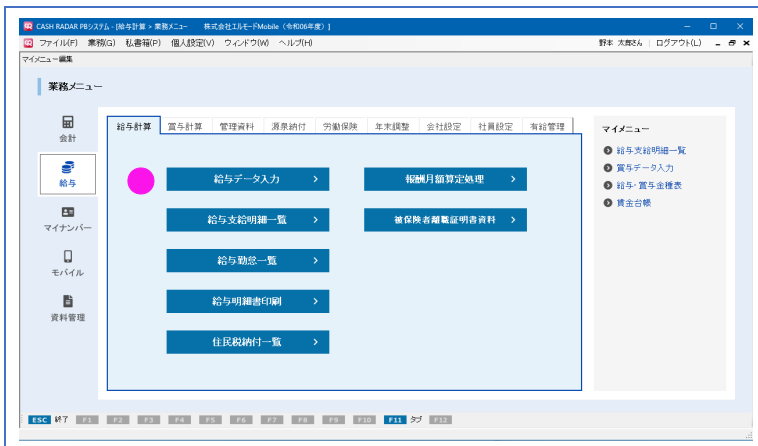 CASH RADAR PBシステム - [給与計算 > 業務メニュー 株式会社エルモードMobile（令和06年度）]
ファイル(F) 業務(G) 私書箱(P) 個人設定(V) ウィンドウ(W) ヘルプ(H) 野本 太郎さん ログアウト(L)
マイメニュー編集
業務メニュー
会計
給与
マイナンバー
モバイル
資料管理
給与計算 賞与計算 管理資料 源泉納付 労働保険 年末調整 会社設定 社員設定 有給管理
給与データ入力
給与支給明細一覧
給与勤怠一覧
給与明細書印刷
住民税納付一覧
報酬月額算定処理
被保険者離職証明書資料
マイメニュー
給与支給明細一覧
賞与データ入力
給与・賞与金種表
賃金台帳
ESC 終了 F1 F2 F3 F4 F5 F6 F7 F8 F9 F10 F11 タブ F12